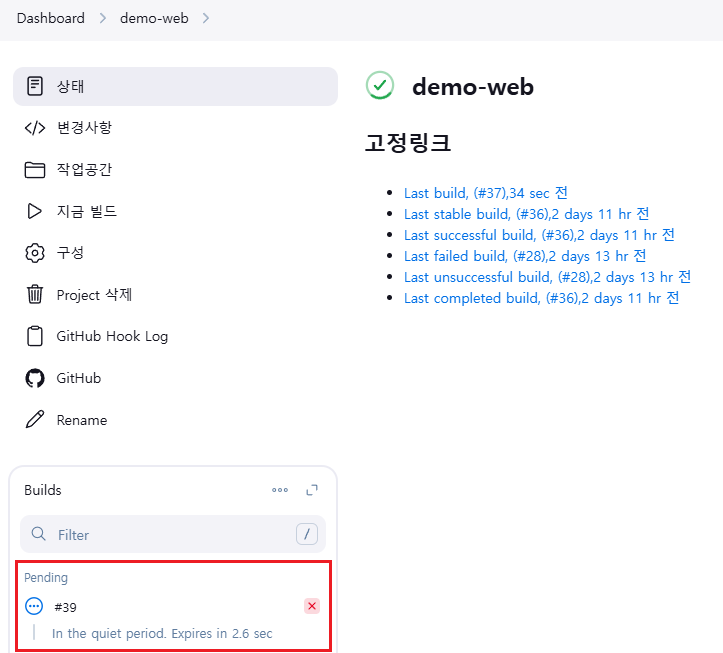 Dashboard > demo-web >
상태
변경사항
작업공간
지금 빌드
구성
Project 삭제
GitHub Hook Log
GitHub
Rename
Builds
Filter /
Pending
#39
In the quiet period. Expires in 2.6 sec
demo-web
고정링크
Last build, (#37),34 sec 전
Last stable build, (#36),2 days 11 hr 전
Last successful build, (#36),2 days 11 hr 전
Last failed build, (#28),2 days 13 hr 전
Last unsuccessful build, (#28),2 days 13 hr 전
Last completed build, (#36),2 days 11 hr 전